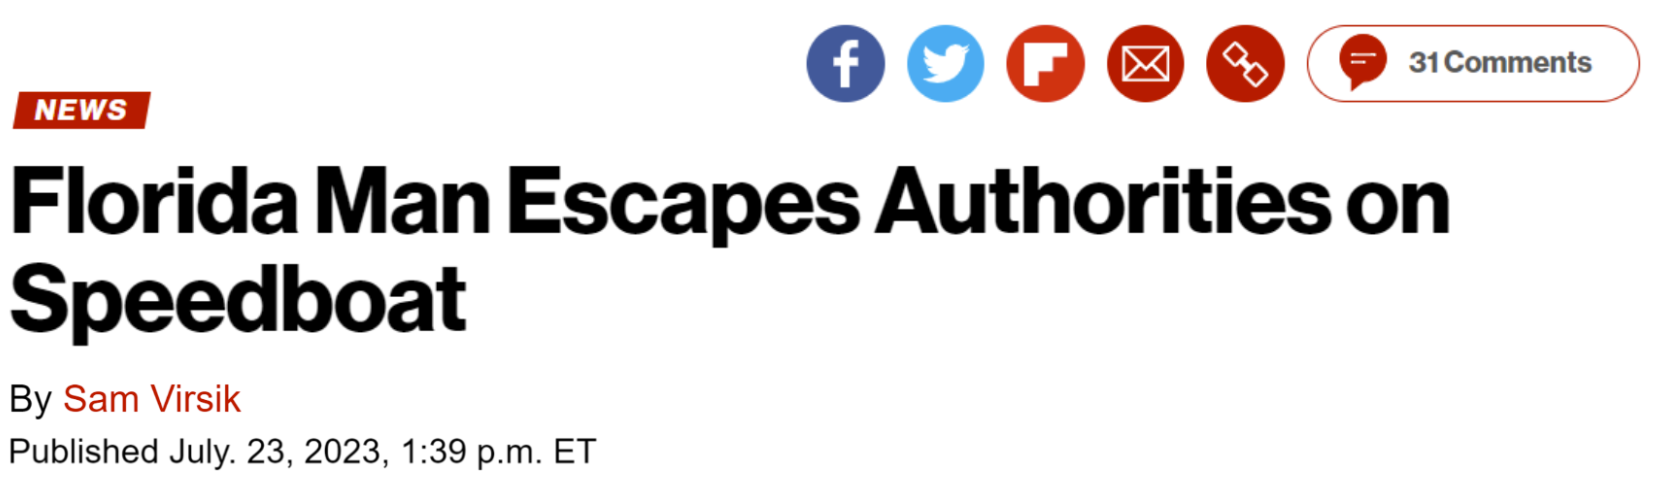 31 Comments
NEWS
Florida Man Escapes Authorities on
Speedboat
By Sam Virsik
Published July. 23, 2023, 1:39 p.m. ET